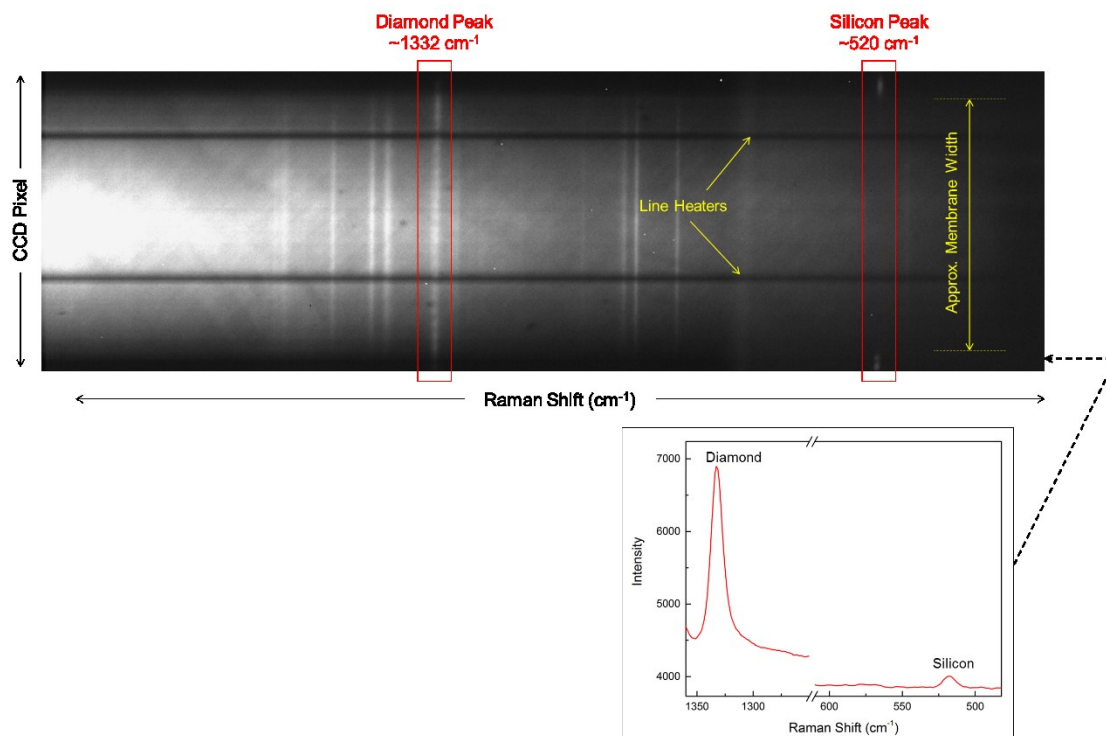 Diamond Peak
~1332 cm⁻¹
Silicon Peak
~520 cm⁻¹
CCD Pixel
Line Heaters
Approx. Membrane Width
Raman Shift (cm⁻¹)
Diamond
7000
6000
5000
4000
Intensity
Silicon
1350
1300
600
550
500
Raman Shift (cm⁻¹)